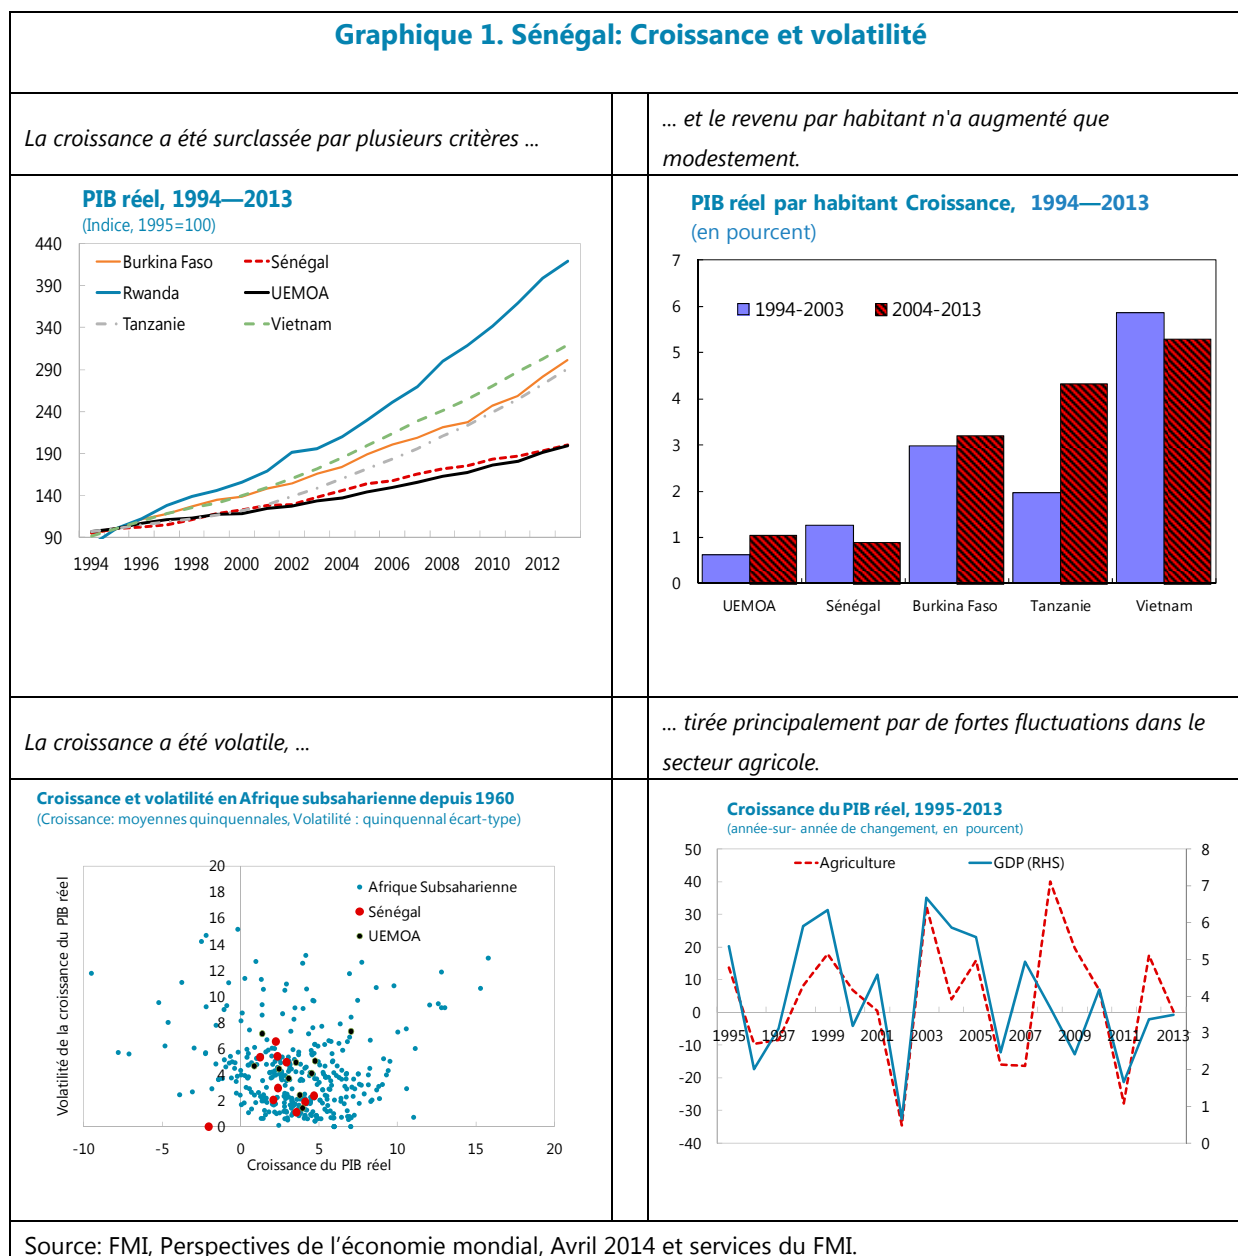 Graphique 1. Sénégal: Croissance et volatilité
La croissance a été surclassée par plusieurs critères ...
... et le revenu par habitant n'a augmenté que
modestement.
PIB réel, 1994—2013
(Indice, 1995=100)
440
390
340
290
240
190
140
90
Burkina Faso
Sénégal
Rwanda
UEMOA
Tanzanie
Vietnam
1994 1996 1998 2000 2002 2004 2006 2008 2010 2012
PIB réel par habitant Croissance, 1994—2013
(en pourcent)
7
6
5
4
3
2
1
0
1994-2003
2004-2013
UEMOA Sénégal Burkina Faso Tanzanie Vietnam
La croissance a été volatile, ...
... tirée principalement par de fortes fluctuations dans le
secteur agricole.
Croissance et volatilité en Afrique subsaharienne depuis 1960
(Croissance: moyennes quinquennales, Volatilité : quinquennal écart-type)
Volatilité de la croissance du PIB réel
20
18
16
14
12
10
8
6
4
2
0
Afrique Subsaharienne
Sénégal
UEMOA
-10 -5 0 5 10 15 20
Croissance du PIB réel
Croissance du PIB réel, 1995-2013
(année-sur- année de changement, en pourcent)
50
40
30
20
10
0
-10
-20
-30
-40
Agriculture
GDP (RHS)
8
7
6
5
4
3
2
1
0
1995 1997 1999 2001 2003 2005 2007 2009 2011 2013
Source: FMI, Perspectives de l'économie mondial, Avril 2014 et services du FMI.